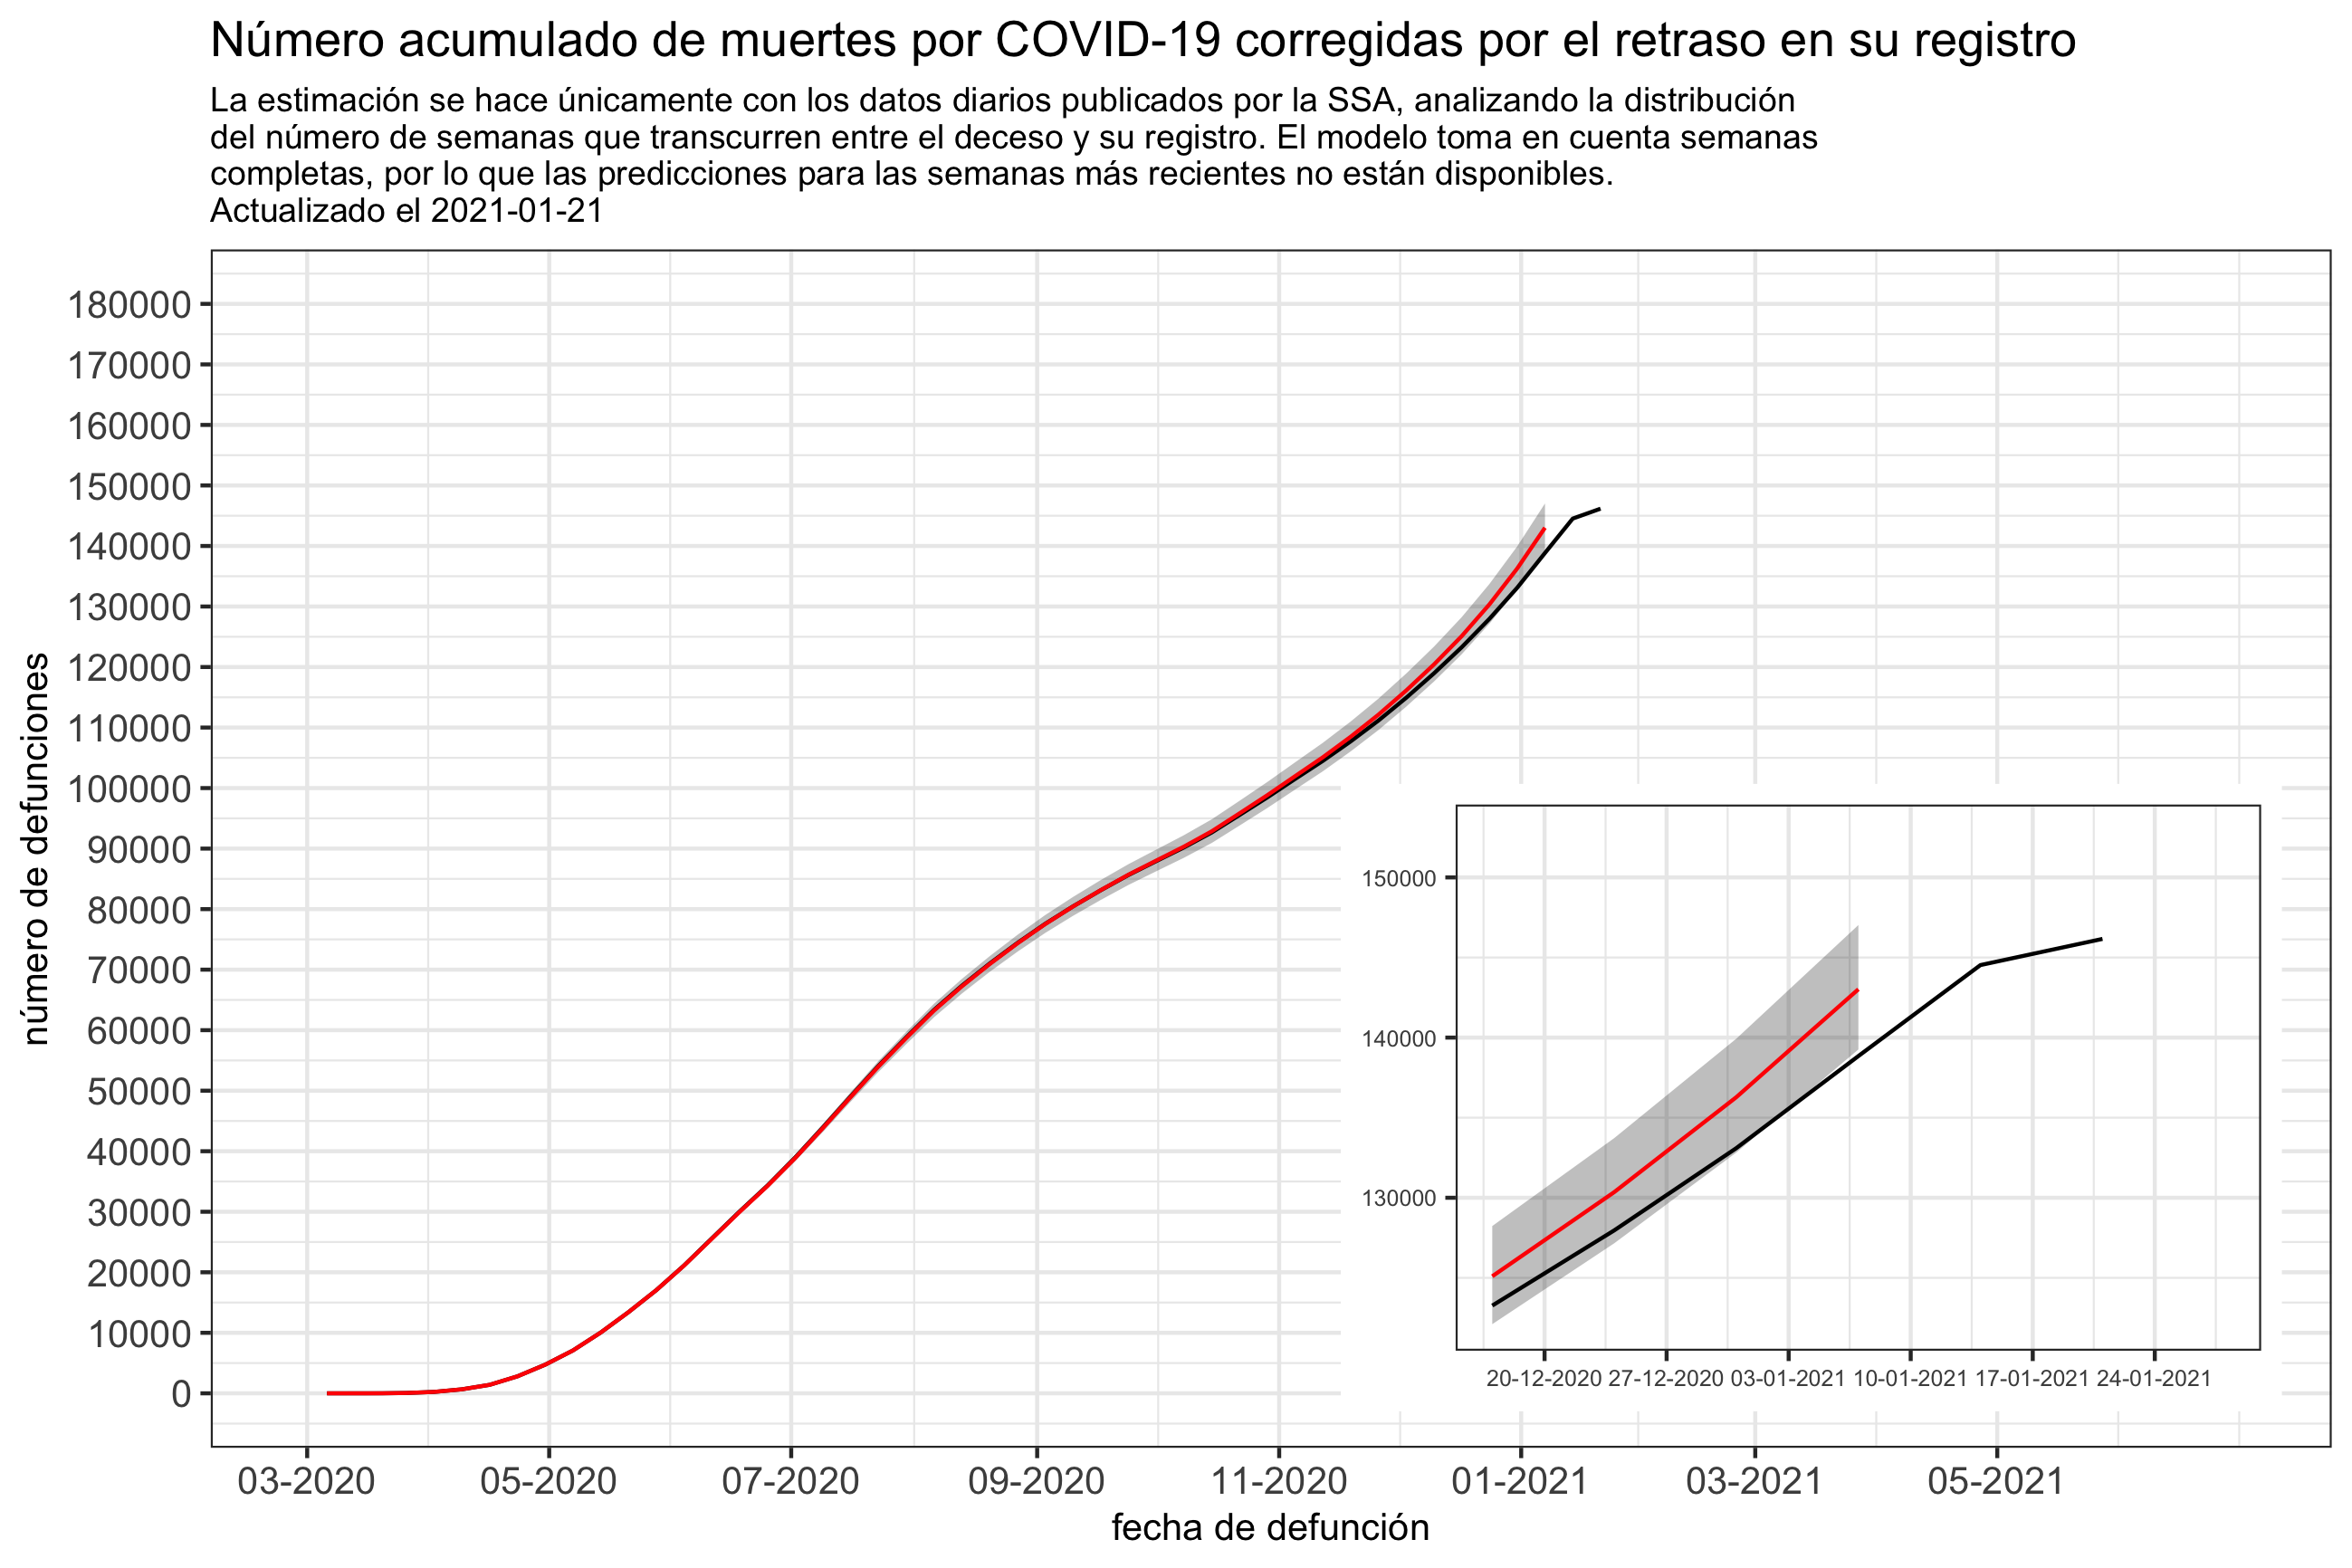 Número acumulado de muertes por COVID-19 corregidas por el retraso en su registro
La estimación se hace únicamente con los datos diarios publicados por la SSA, analizando la distribución
del número de semanas que transcurren entre el deceso y su registro. El modelo toma en cuenta semanas
completas, por lo que las predicciones para las semanas más recientes no están disponibles.
Actualizado el 2021-01-21
número de defunciones
180000
170000
160000
150000
140000
130000
120000
110000
100000
90000
80000
70000
60000
50000
40000
30000
20000
10000
0
150000
140000
130000
20-12-2020 27-12-2020 03-01-2021 10-01-2021 17-01-2021 24-01-2021
03-2020 05-2020 07-2020 09-2020 11-2020 01-2021 03-2021 05-2021
fecha de defunción